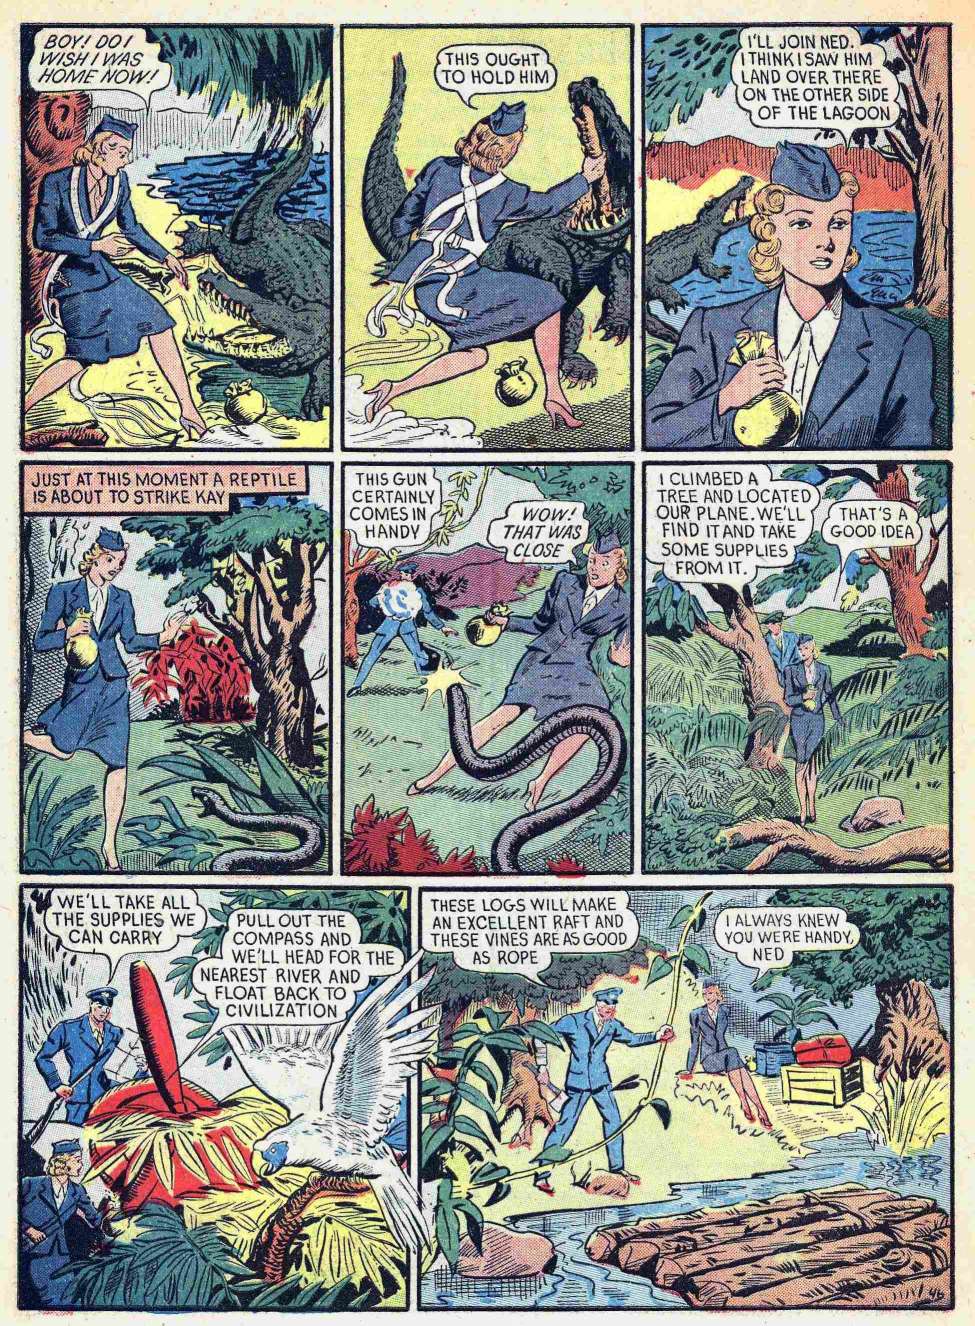 BOY! DO I
WISH I WAS
HOME NOW!
THIS OUGHT
TO HOLD HIM
I'LL JOIN NED.
I THINK I SAW HIM
LAND OVER THERE
ON THE OTHER SIDE
OF THE LAGOON
JUST AT THIS MOMENT A REPTILE
IS ABOUT TO STRIKE KAY
THIS GUN
CERTAINLY
COMES IN
HANDY
WOW!
THAT WAS
CLOSE
I CLIMBED A
TREE AND LOCATED
OUR PLANE. WE'LL
FIND IT AND TAKE
SOME SUPPLIES
FROM IT.
THAT'S A
GOOD IDEA
WE'LL TAKE ALL
THE SUPPLIES WE
CAN CARRY
PULL OUT THE
COMPASS AND
WE'LL HEAD FOR THE
NEAREST RIVER AND
FLOAT BACK TO
CIVILIZATION
THESE LOGS WILL MAKE
AN EXCELLENT RAFT AND
THESE VINES ARE AS GOOD
AS ROPE
I ALWAYS KNEW
YOU WERE HANDY,
NED
46